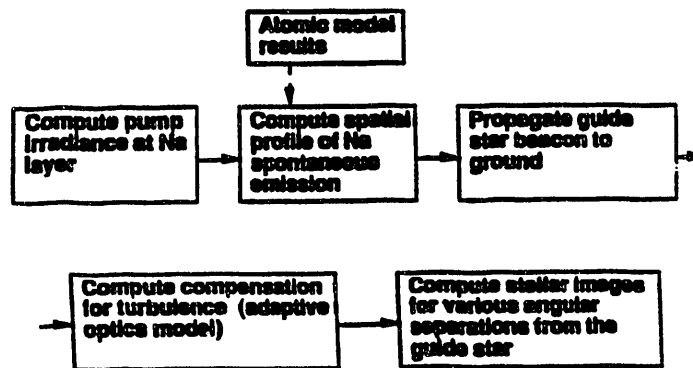 Atomic model
results
Compute pump
irradiance at Na
layer
Compute spatial
profile of Na
spontaneous
emission
Propagate guide
star beacon to
ground
Compute compensation
for turbulence (adaptive
optics model)
Compute stellar images
for various angular
separations from the
guide star